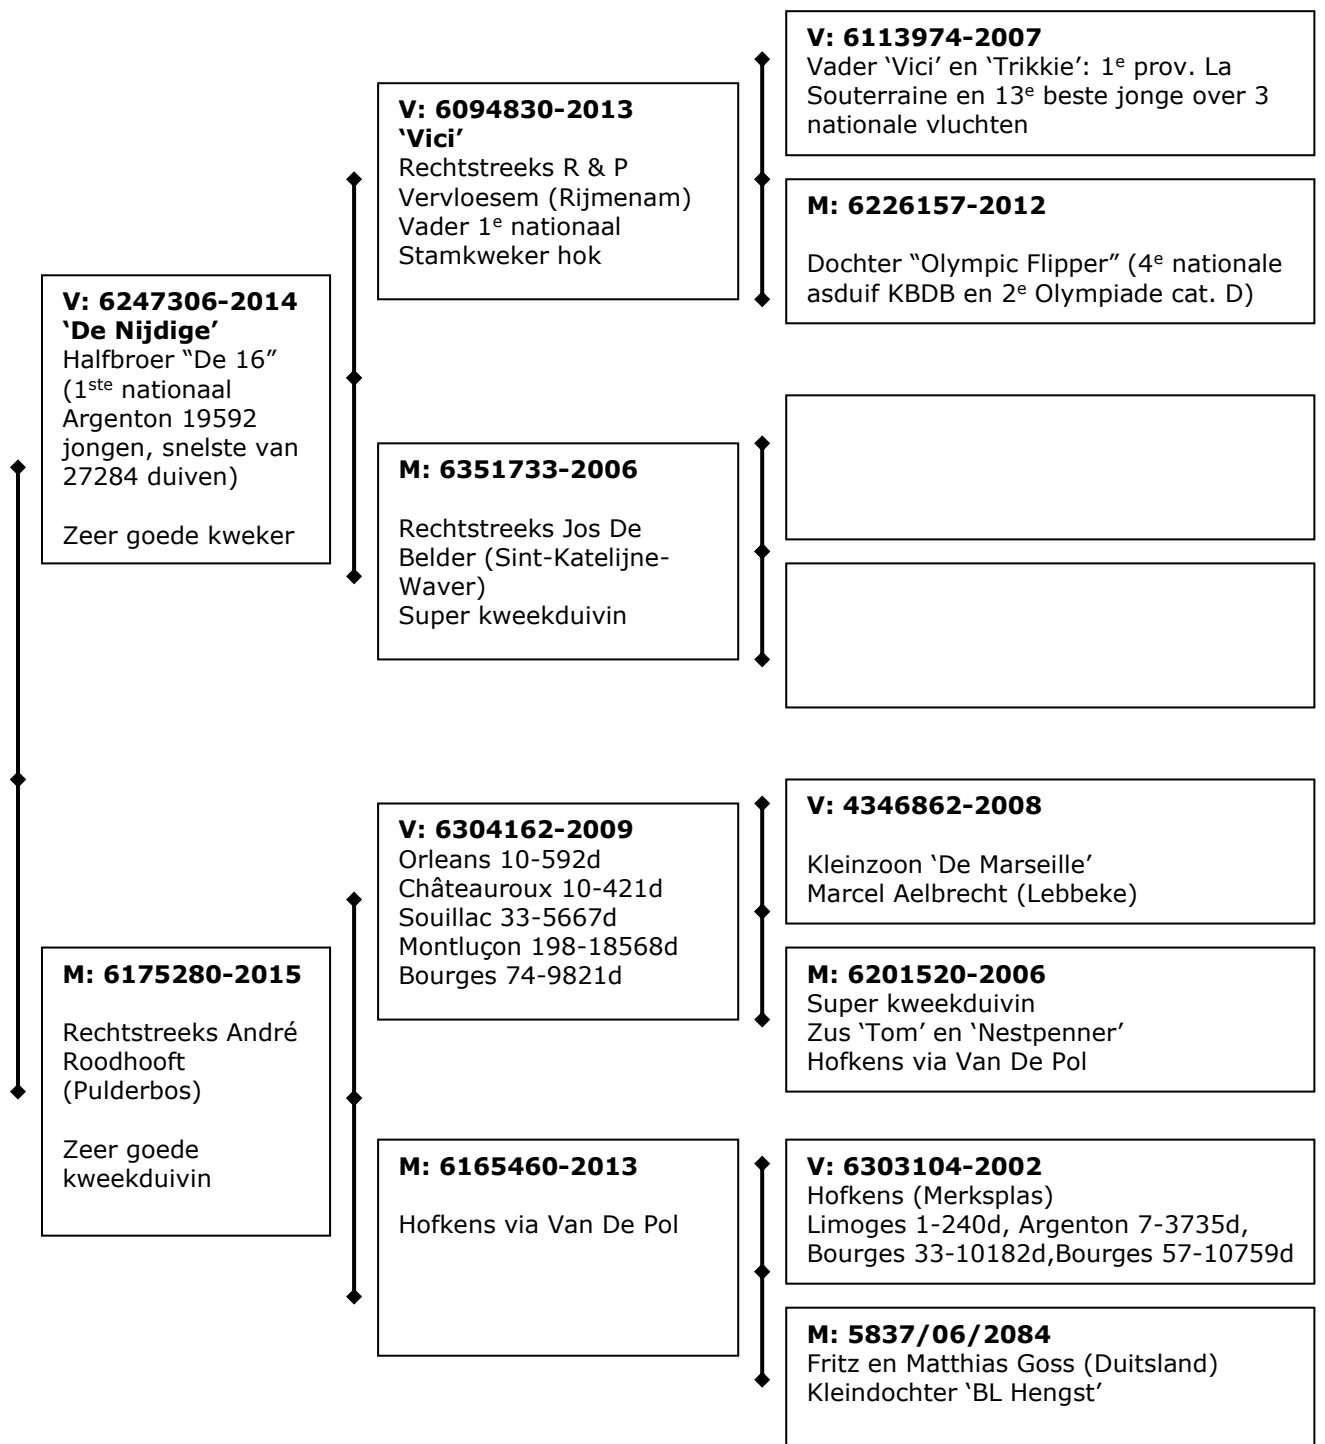 V: 6113974-2007
Vader ‘Vici’ en ‘Trikkie’: 1e prov. La
Souterraine en 13e beste jonge over 3
nationale vluchten
V: 6094830-2013
‘Vici’
Rechtstreeks R & P
Vervloesem (Rijmenam)
Vader 1e nationaal
Stamkweker hok
M: 6226157-2012
Dochter “Olympic Flipper” (4e nationale
asduif KBDB en 2e Olympiade cat. D)
V: 6247306-2014
‘De Nijdige’
Halfbroer “De 16”
(1ste nationaal
Argenton 19592
jongen, snelste van
27284 duiven)
Zeer goede kweker
M: 6351733-2006
Rechtstreeks Jos De
Belder (Sint-Katelijne-
Waver)
Super kweekduivin
V: 6304162-2009
Orleans 10-592d
Châteauroux 10-421d
Souillac 33-5667d
Montluçon 198-18568d
Bourges 74-9821d
V: 4346862-2008
Kleinzoon ‘De Marseille’
Marcel Aelbrecht (Lebbeke)
M: 6175280-2015
Rechtstreeks André
Roodhooft
(Pulderbos)
Zeer goede
kweekduivin
M: 6201520-2006
Super kweekduivin
Zus ‘Tom’ en ‘Nestpenner’
Hofkens via Van De Pol
M: 6165460-2013
Hofkens via Van De Pol
V: 6303104-2002
Hofkens (Merksplas)
Limoges 1-240d, Argenton 7-3735d,
Bourges 33-10182d,Bourges 57-10759d
M: 5837/06/2084
Fritz en Matthias Goss (Duitsland)
Kleindochter ‘BL Hengst’